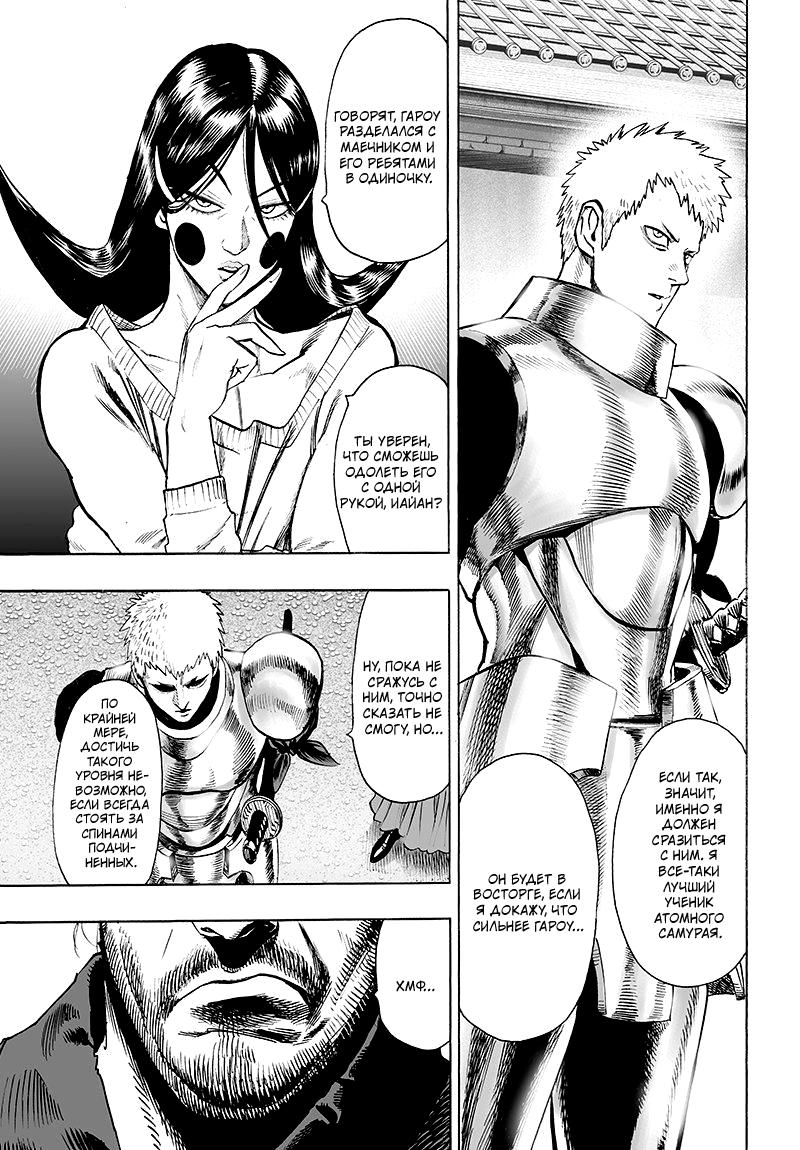 ЕСЛИ ТАК,
ЗНАЧИТ,
ИМЕННО Я
ДОЛЖЕН
СРАЗИТЬСЯ
С НИМ. Я
ВСЕ-ТАКИ
ЛУЧШИЙ
УЧЕНИК
АТОМНОГО
САМУРАЯ.
ОН БУДЕТ В
ВОСТОРГЕ, ЕСЛИ
Я ДОКАЖУ, ЧТО
СИЛЬНЕЕ ГАРОУ...
ГОВОРЯТ, ГАРОУ
РАЗДЕЛАЛСЯ С
МАЕЧНИКОМ И
ЕГО РЕБЯТАМИ
В ОДИНОЧКУ.
ТЫ УВЕРЕН,
ЧТО СМОЖЕШЬ
ОДОЛЕТЬ ЕГО
С ОДНОЙ
РУКОЙ, ИАЙАН?
НУ, ПОКА НЕ
СРАЖУСЬ С
НИМ, ТОЧНО
СКАЗАТЬ НЕ
СМОГУ, НО...
ПО
КРАЙНЕЙ
МЕРЕ,
ДОСТИЧЬ
ТАКОГО
УРОВНЯ НЕ-
ВОЗМОЖНО,
ЕСЛИ ВСЕГДА
СТОЯТЬ ЗА
СПИНАМИ
ПОДЧИ-
НЕННЫХ.
ХМФ...